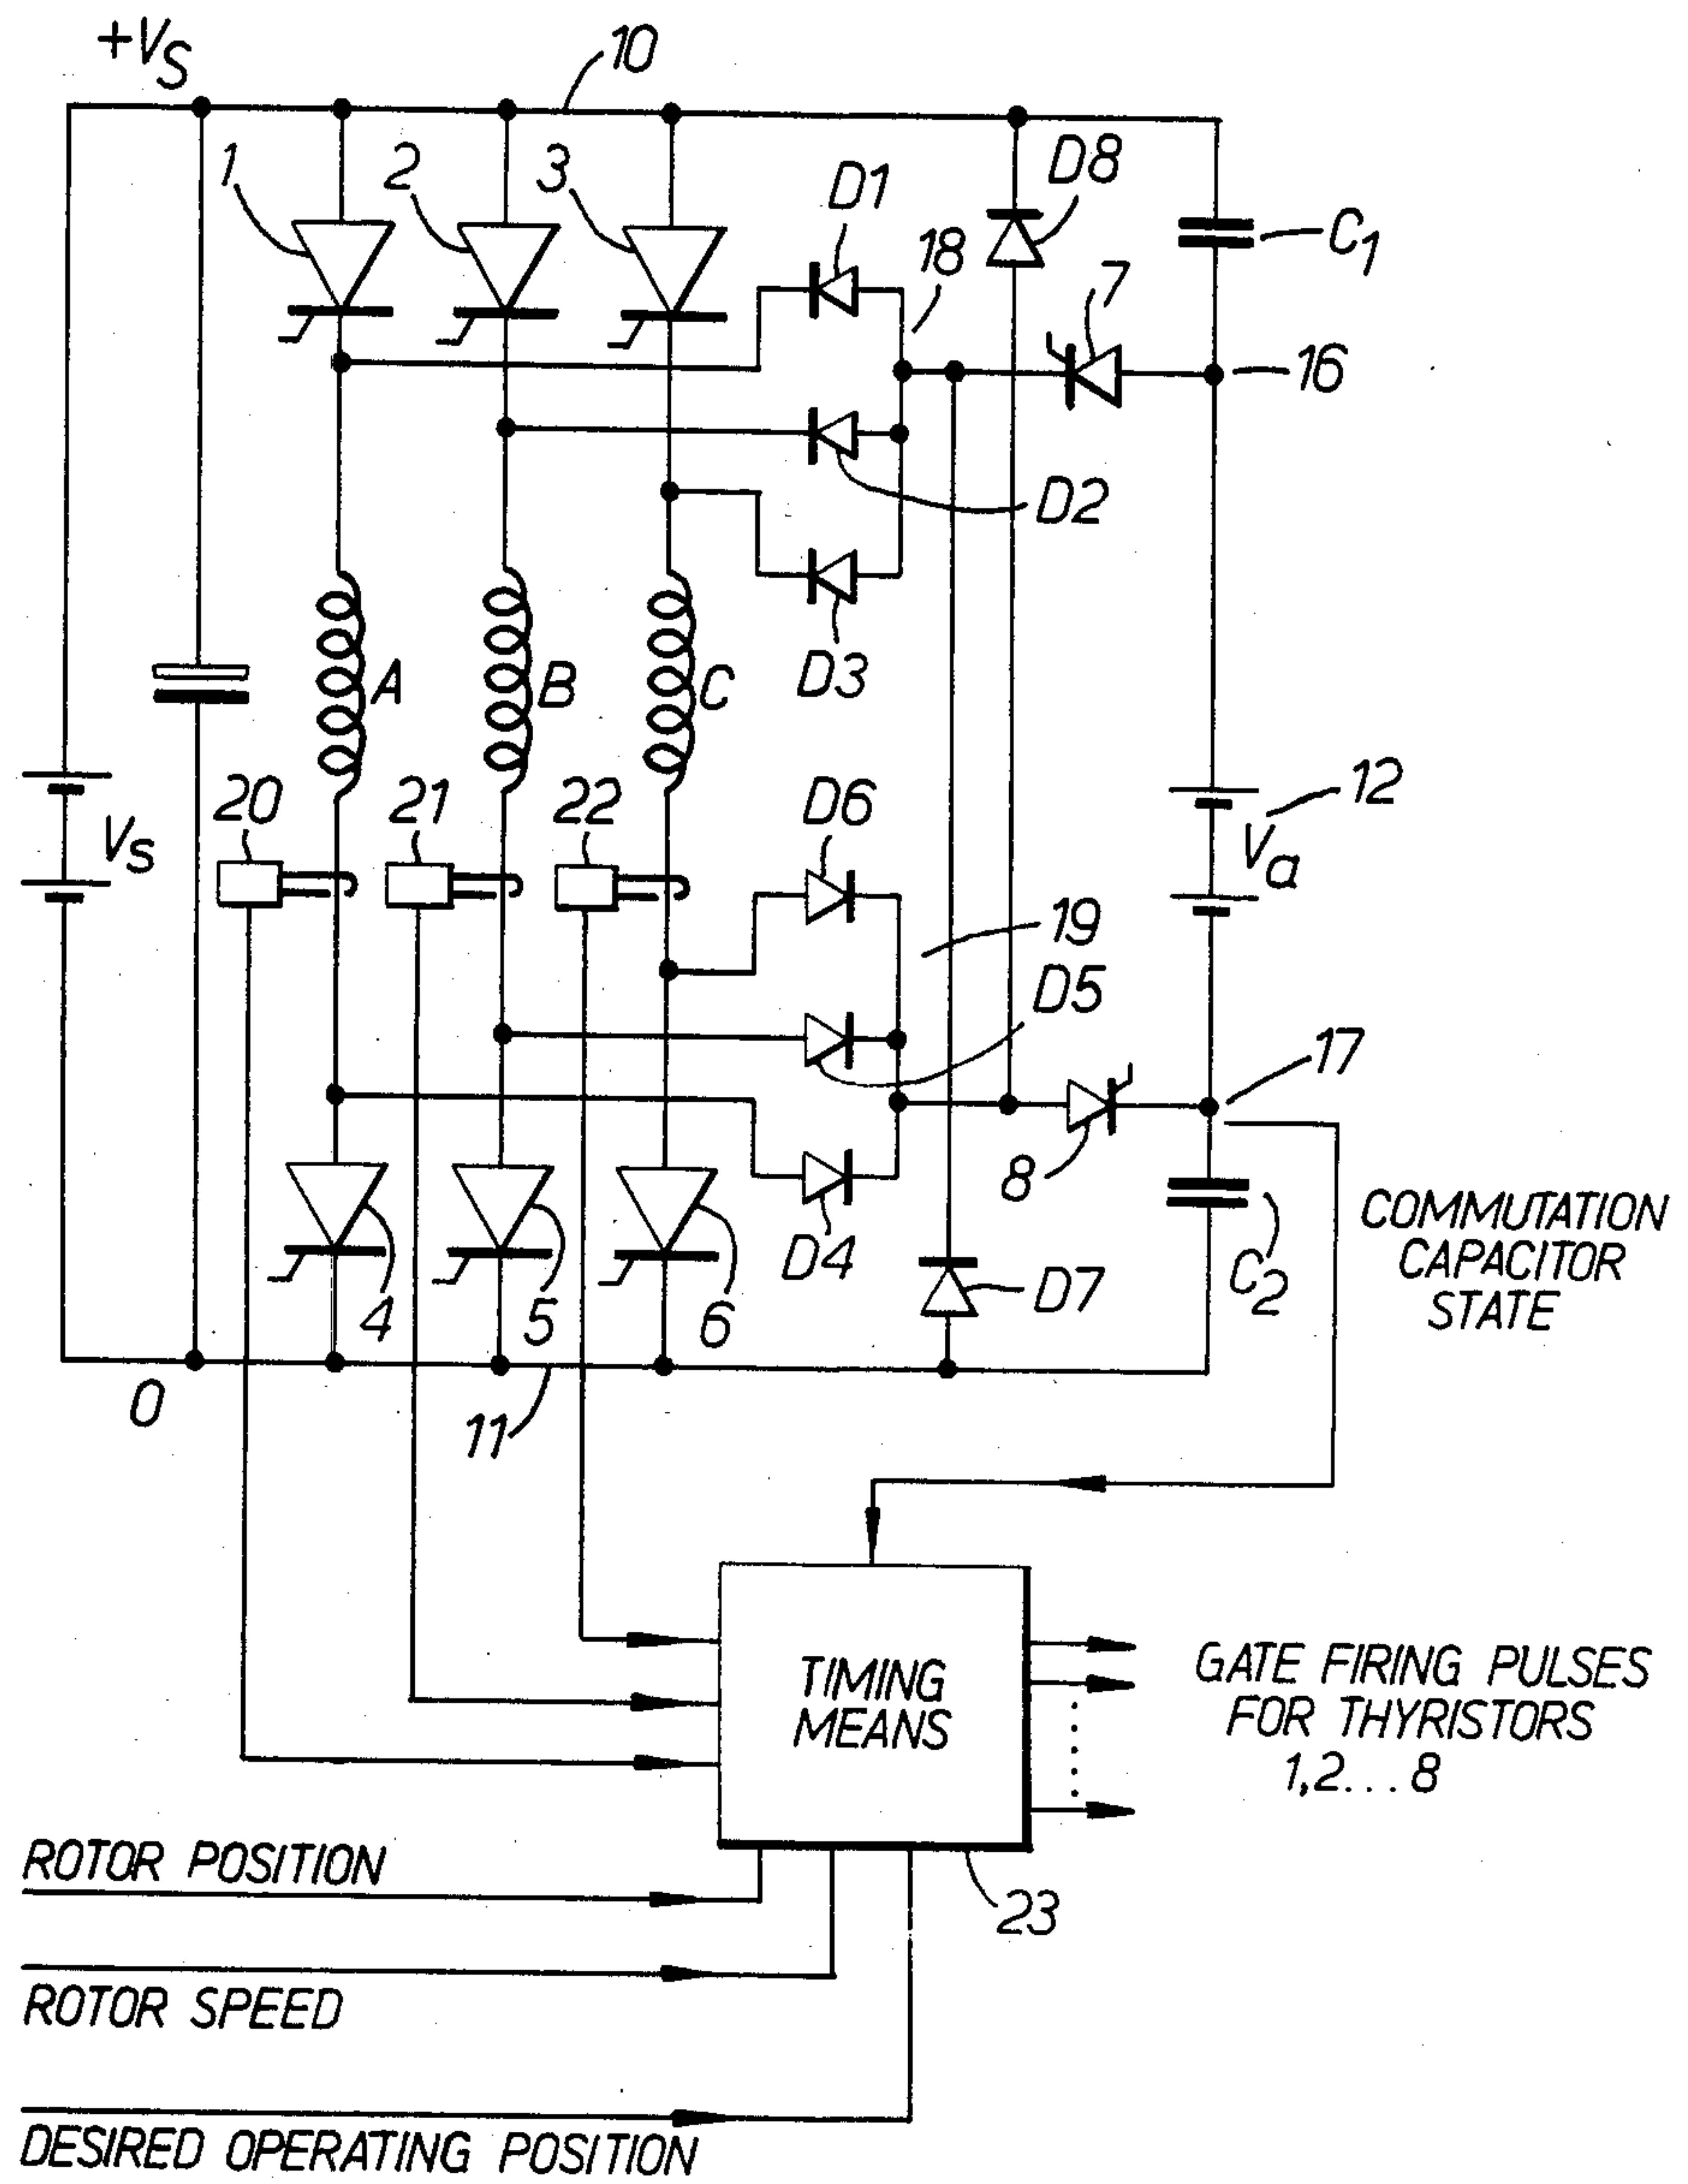 +VS
10
1
2
3
D1
D8
18
7
C1
16
D2
D3
A
B
C
20
21
22
Vs
D6
12
Va
19
D5
17
8
4
5
6
D4
D7
C2
COMMUTATION
CAPACITOR
STATE
0
11
TIMING
MEANS
GATE FIRING PULSES
FOR THYRISTORS
1,2...8
ROTOR POSITION
23
ROTOR SPEED
DESIRED OPERATING POSITION